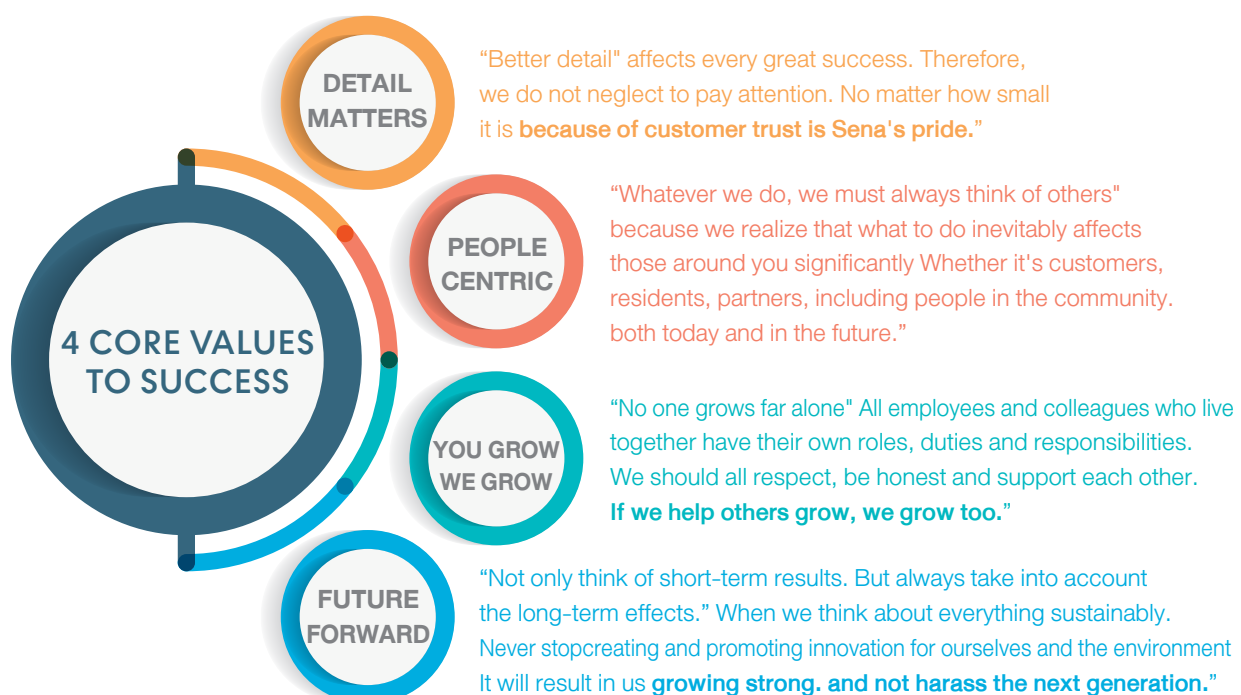 4 CORE VALUES
TO SUCCESS
DETAIL
MATTERS
“Better detail" affects every great success. Therefore,
we do not neglect to pay attention. No matter how small
it is because of customer trust is Sena's pride.”
PEOPLE
CENTRIC
“Whatever we do, we must always think of others"
because we realize that what to do inevitably affects
those around you significantly Whether it's customers,
residents, partners, including people in the community.
both today and in the future.”
YOU GROW
WE GROW
“No one grows far alone" All employees and colleagues who live
together have their own roles, duties and responsibilities.
We should all respect, be honest and support each other.
If we help others grow, we grow too.”
FUTURE
FORWARD
“Not only think of short-term results. But always take into account
the long-term effects.” When we think about everything sustainably.
Never stopcreating and promoting innovation for ourselves and the environment
It will result in us growing strong. and not harass the next generation.”